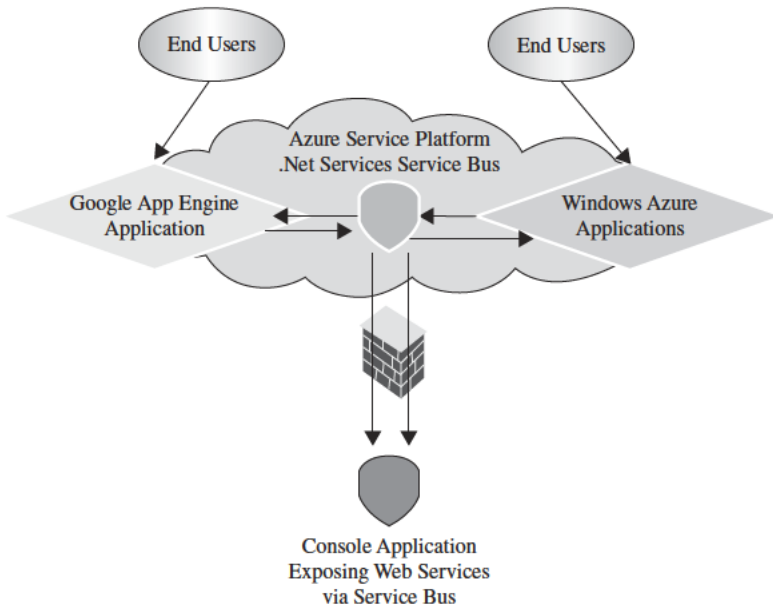 End Users
End Users
Azure Service Platform
.Net Services Service Bus
Google App Engine
Application
Windows Azure
Applications
Console Application
Exposing Web Services
via Service Bus